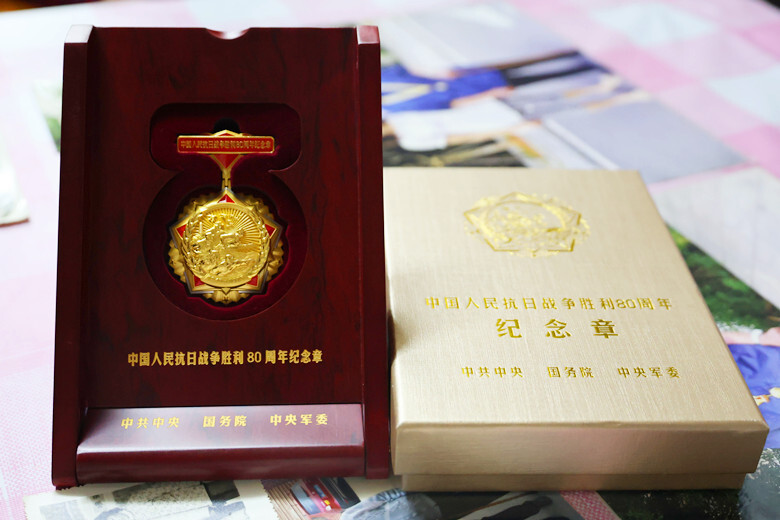 中国人民抗日战争胜利80周年纪念章
中国人民抗日战争胜利80周年纪念章
中共中央 国务院 中央军委
中国人民抗日战争胜利80周年
纪念章
中共中央 国务院 中央军委